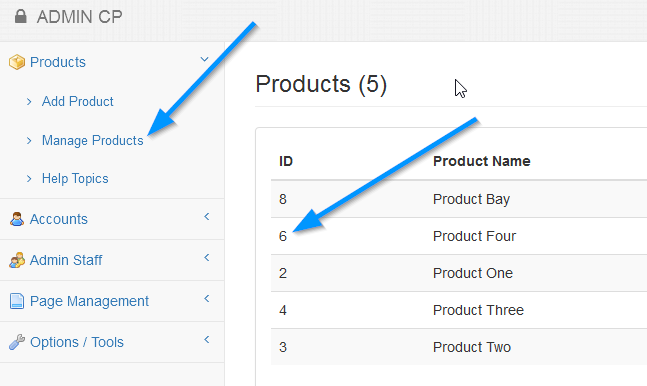 ADMIN CP
Products
Add Product
Manage Products
Help Topics
Accounts
Admin Staff
Page Management
Options / Tools
Products (5)
ID Product Name
8 Product Bay
6 Product Four
2 Product One
4 Product Three
3 Product Two